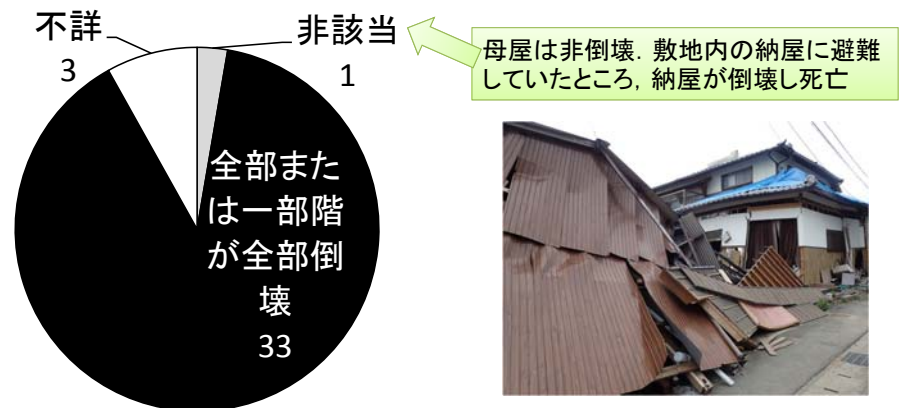 不詳
3
非該当
1
母屋は非倒壊．敷地内の納屋に避難
していたところ，納屋が倒壊し死亡
全部また
は一部階
が全部倒
壊
33